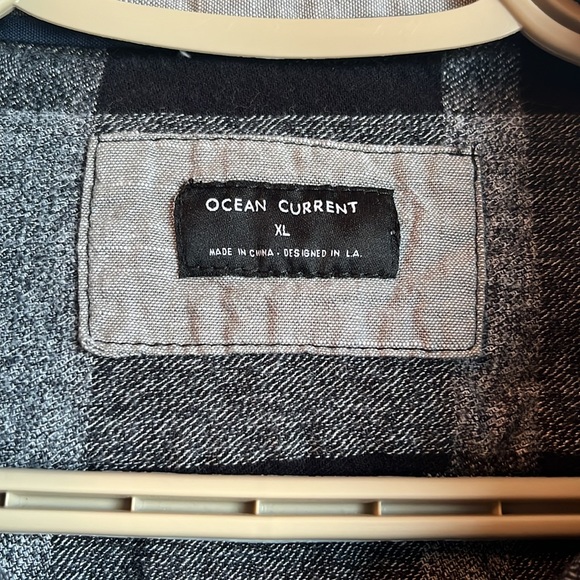 OCEAN CURRENT
XL
MADE IN CHINA · DESIGNED IN L.A.